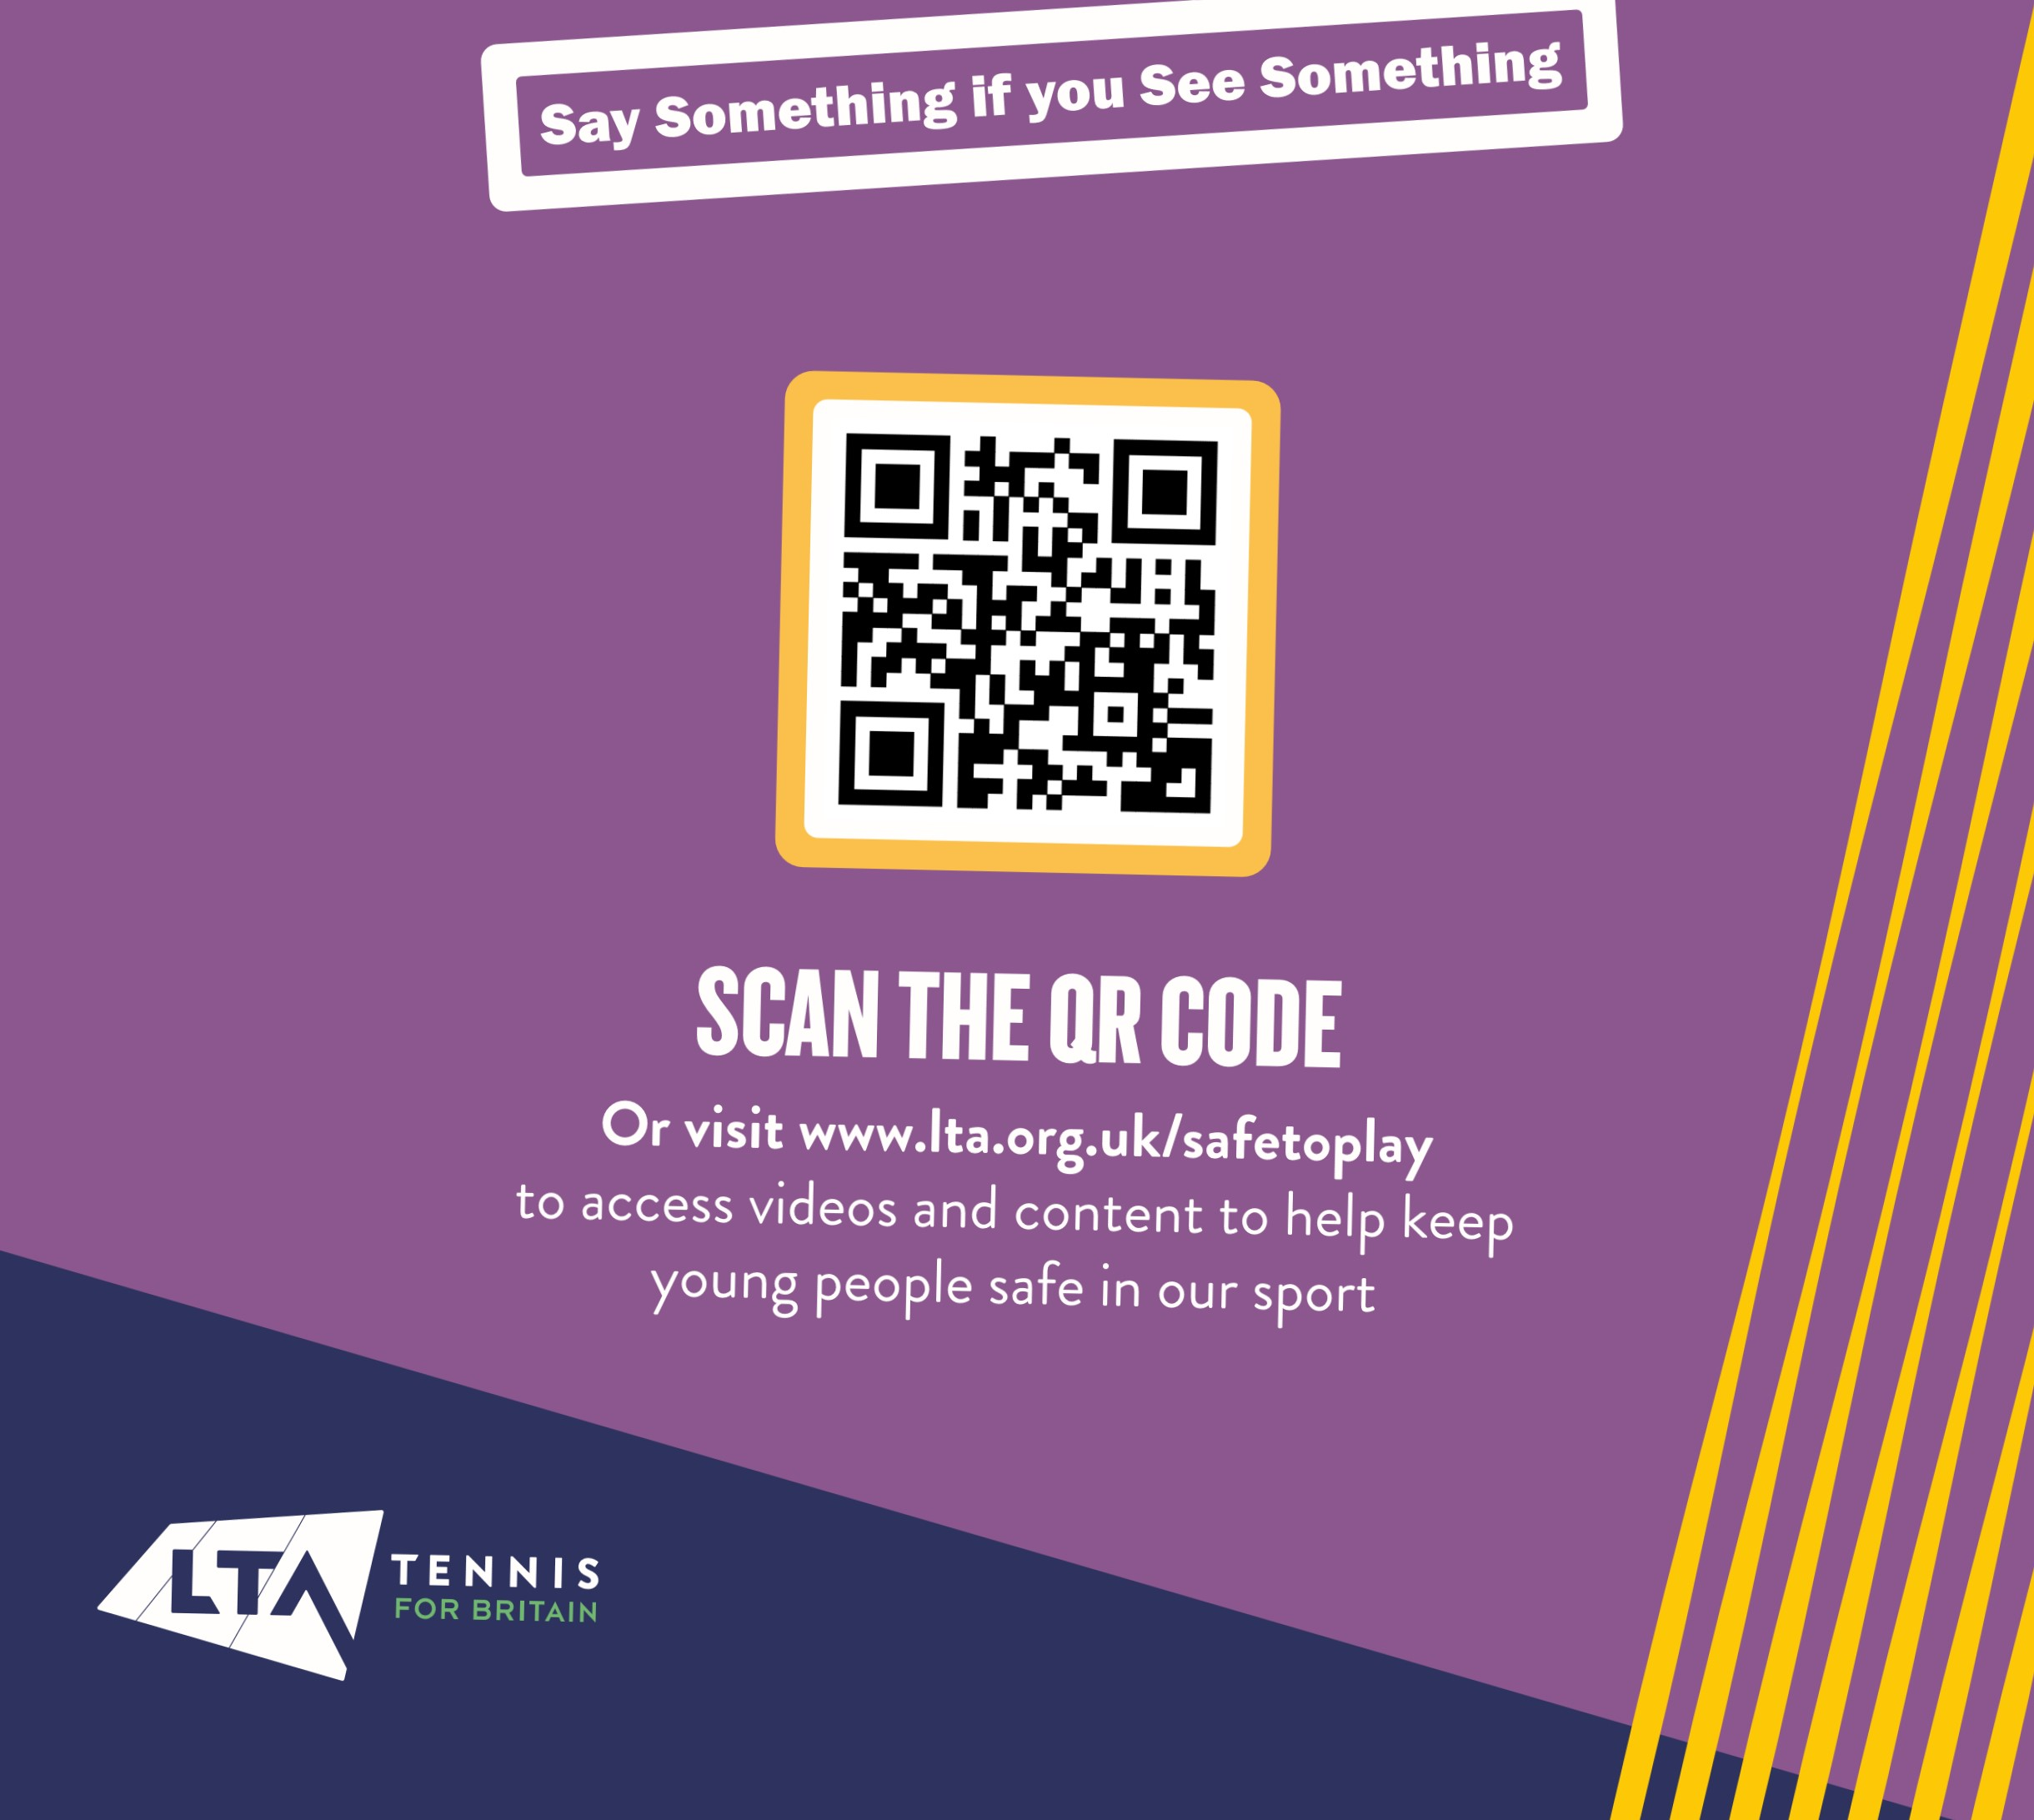 Say Something if you See Something
SCAN THE QR CODE
Or visit www.lta.org.uk/safetoplay
to access videos and content to help keep
young people safe in our sport
LTA
TENNIS
FOR BRITAIN